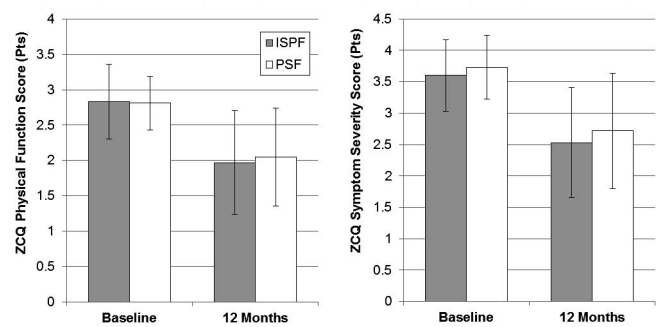 ZCQ Physical Function Score (Pts)
4
3.5
3
2.5
2
1.5
1
0.5
0
ISPF
PSF
Baseline
12 Months
ZCQ Symptom Severity Score (Pts)
4.5
4
3.5
3
2.5
2
1.5
1
0.5
0
Baseline
12 Months